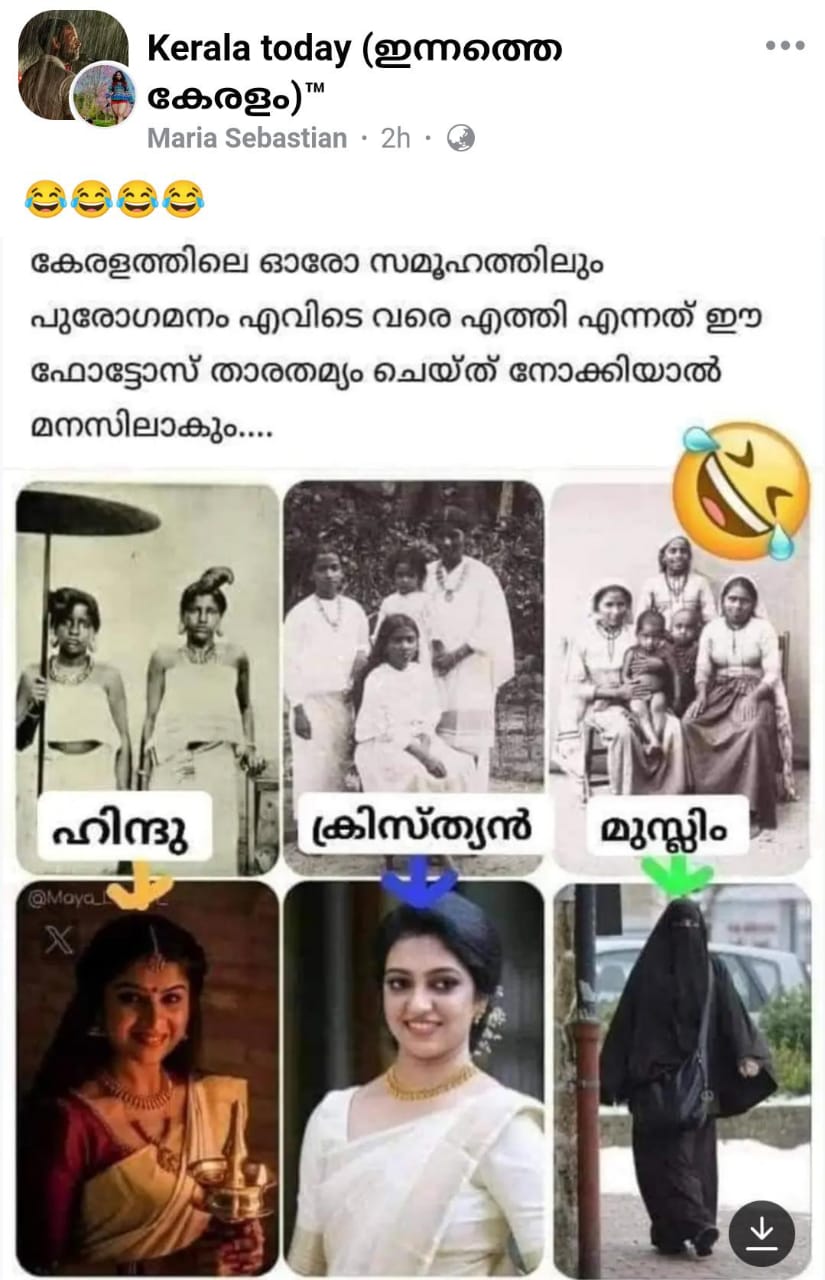 Kerala today (ഇന്നത്തെ
കേരളം)™
Maria Sebastian · 2h ·
😂😂😂😂
കേരളത്തിലെ ഓരോ സമൂഹത്തിലും
പുരോഗമനം എവിടെ വരെ എത്തി എന്നത് ഈ
ഫോട്ടോസ് താരതമ്യം ചെയ്ത് നോക്കിയാൽ
മനസിലാകും....
ഹിന്ദു
ക്രിസ്ത്യൻ
മുസ്ലിം
X